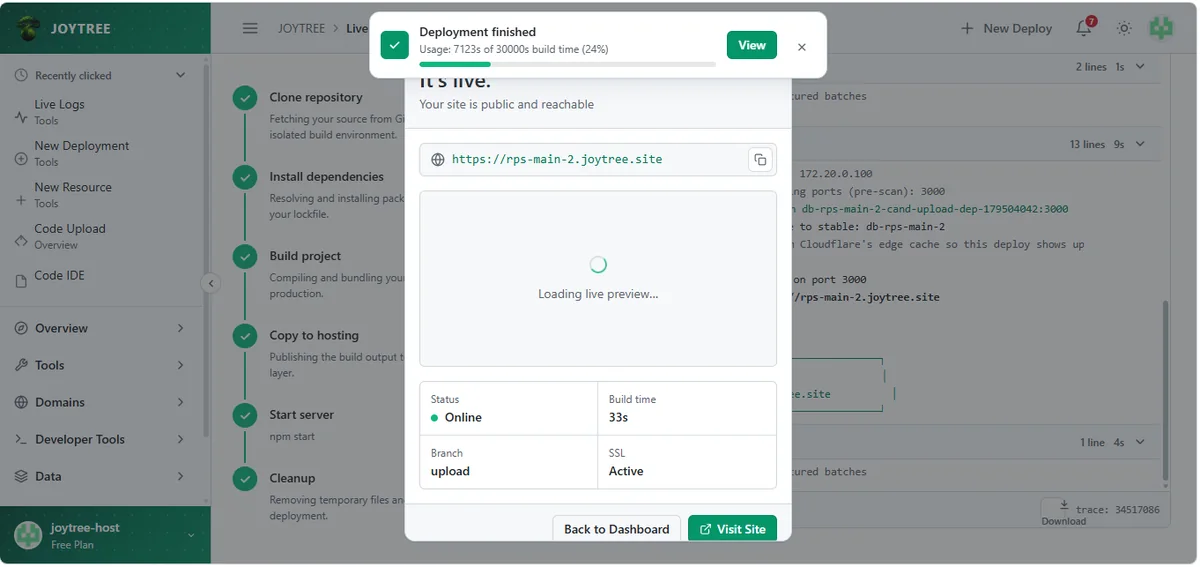 JOYTREE
JOYTREE > Live
Deployment finished
Usage: 7123s of 30000s build time (24%)
View
New Deploy
7
Recently clicked
Live Logs
Tools
New Deployment
Tools
New Resource
Tools
Code Upload
Overview
Code IDE
Overview
Tools
Domains
Developer Tools
Data
joytree-host
Free Plan
Clone repository
Fetching your source from
isolated build environment.
Install dependencies
Resolving and installing
your lockfile.
Build project
Compiling and bundling your
production.
Copy to hosting
Publishing the build output
layer.
Start server
npm start
Cleanup
Removing temporary files
deployment.
It's live.
Your site is public and reachable
https://rps-main-2.joytree.site
Loading live preview...
Status
Online
Build time
33s
Branch
upload
SSL
Active
Back to Dashboard
Visit Site
2 lines 1s
batches
13 lines 9s
172.20.0.100
ports (pre-scan): 3000
db-rps-main-2-cand-upload-dep-179504042:3000
to stable: db-rps-main-2
Cloudflare's edge cache so this deploy shows up
on port 3000
/rps-main-2.joytree.site
.site
1 line 4s
batches
Download
trace: 34517086